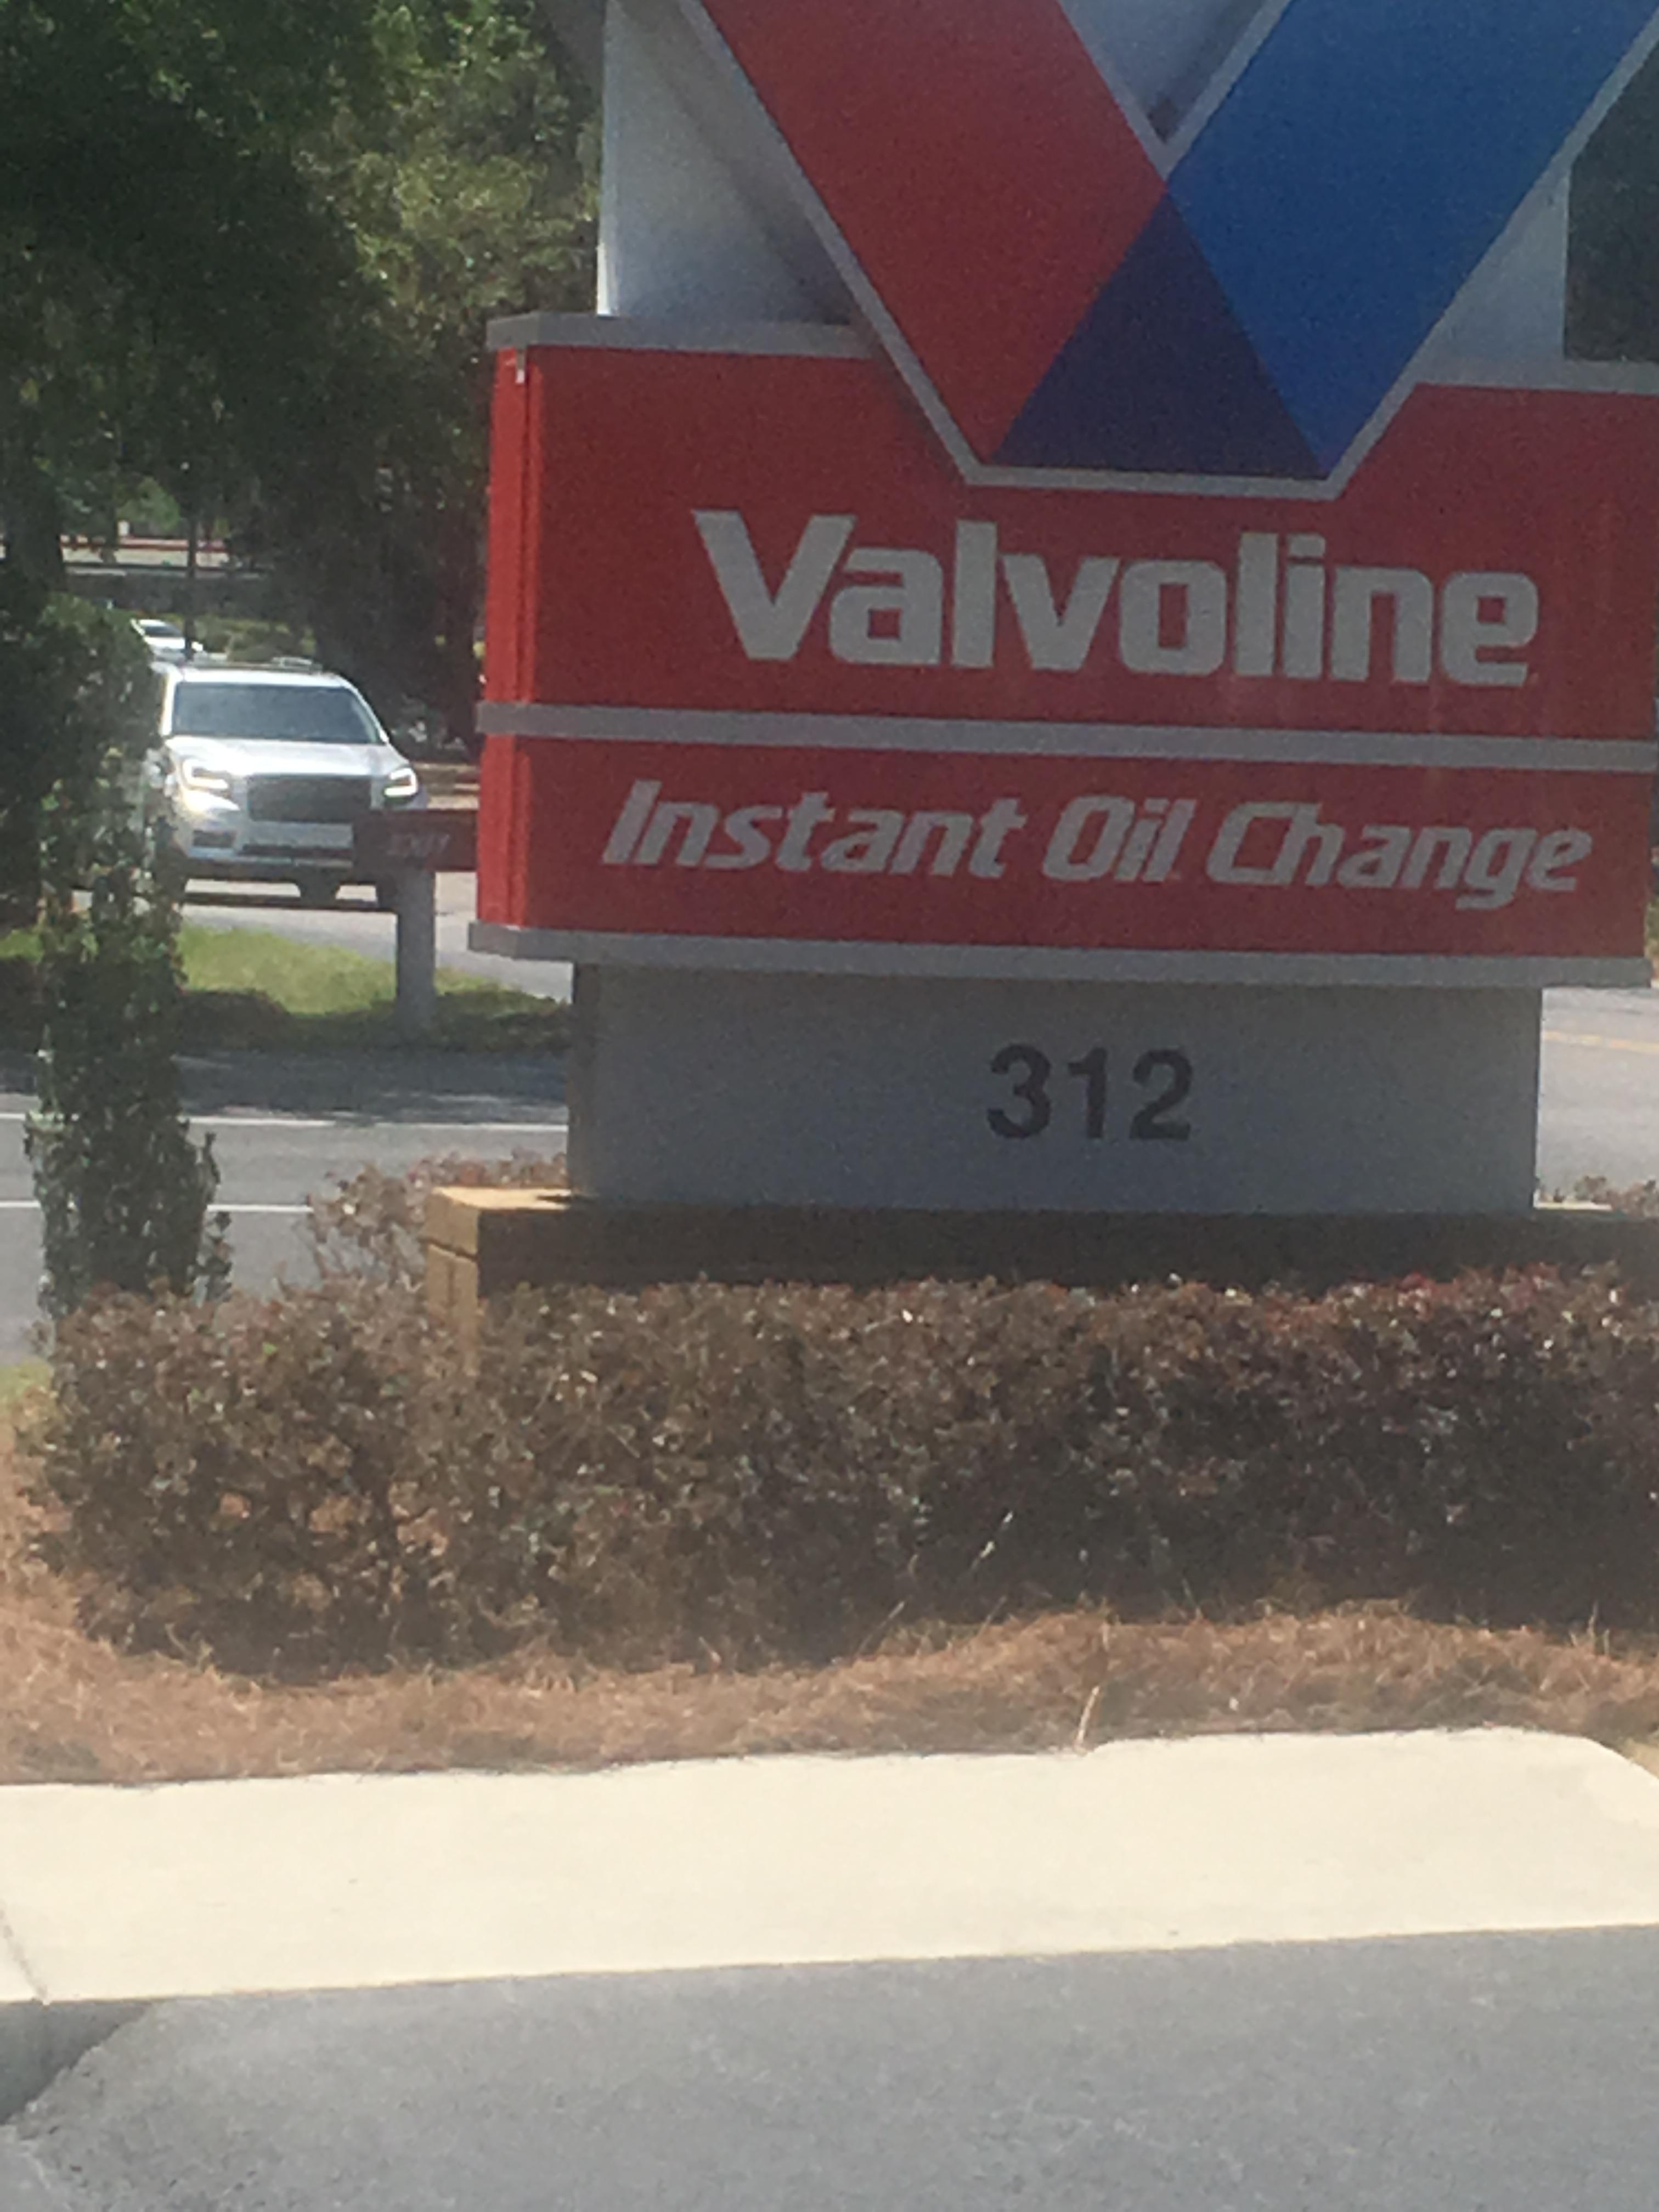 Valvoline
Instant Oil Change
312